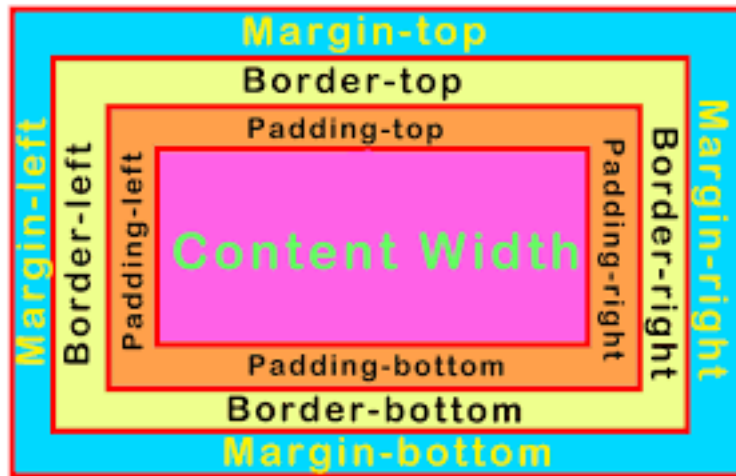 Margin-top
Border-top
Padding-top
Margin-left
Border-left
Padding-left
Content Width
Padding-right
Border-right
Margin-right
Padding-bottom
Border-bottom
Margin-bottom